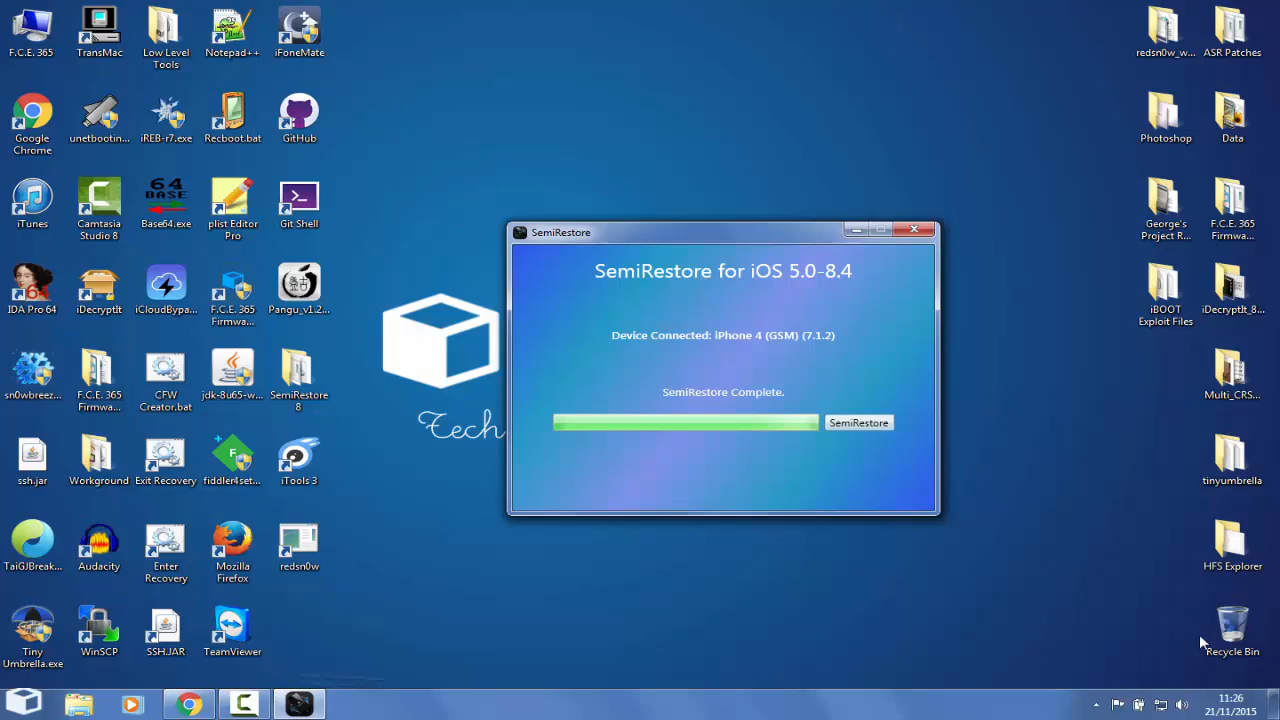 F.C.E. 365
TransMac
Low Level
Tools
Notepad++
iFoneMate
redsn0w_w...
ASR Patches
Google
Chrome
unetbootin...
iREB-r7.exe
Recboot.bat
GitHub
Photoshop
Data
iTunes
Camtasia
Studio 8
64
BASE
Base64.exe
plist Editor
Pro
Git Shell
George's
Project R...
F.C.E. 365
Firmwa...
SemiRestore
SemiRestore for iOS 5.0-8.4
Device Connected: iPhone 4 (GSM) (7.1.2)
SemiRestore Complete.
SemiRestore
64
IDA Pro 64
iDecryptIt
iCloudBypa...
F.C.E. 365
Firmwa...
Pangu_v1.2...
iBOOT
Exploit Files
iDecryptIt_8...
Tech
sn0wbreez...
F.C.E. 365
Firmwa...
CFW
Creator.bat
jdk-8u65-w...
SemiRestore
8
Multi_CRS...
ssh.jar
Workground
Exit Recovery
F
fiddler4set...
iTools 3
tinyumbrella
TaiGJBreak...
Audacity
Enter
Recovery
Mozilla
Firefox
redsn0w
HFS Explorer
Tiny
Umbrella.exe
WinSCP
SSH.JAR
TeamViewer
Recycle Bin
11:26
21/11/2015